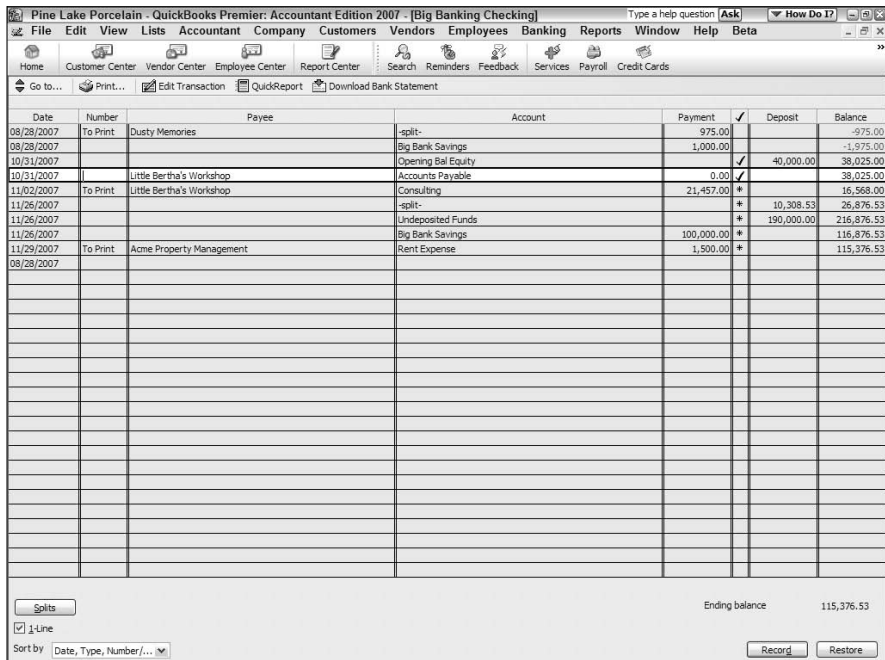 Pine Lake Porcelain - QuickBooks Premier: Accountant Edition 2007 - [Big Banking Checking] Type a help question Ask How Do I?
File Edit View Lists Accountant Company Customers Vendors Employees Banking Reports Window Help Beta
Home Customer Center Vendor Center Employee Center Report Center Search Reminders Feedback Services Payroll Credit Cards »
Go to... Print... Edit Transaction QuickReport Download Bank Statement
Date Number Payee Account Payment ✓ Deposit Balance
08/28/2007 To Print Dusty Memories -split- 975.00 -975.00
08/28/2007 Big Bank Savings 1,000.00 -1,975.00
10/31/2007 Opening Bal Equity ✓ 40,000.00 38,025.00
10/31/2007 Little Bertha's Workshop Accounts Payable 0.00 ✓ 38,025.00
11/02/2007 To Print Little Bertha's Workshop Consulting 21,457.00 * 16,568.00
11/26/2007 -split- * 10,308.53 26,876.53
11/26/2007 Undeposited Funds * 190,000.00 216,876.53
11/26/2007 Big Bank Savings 100,000.00 * 116,876.53
11/29/2007 To Print Acme Property Management Rent Expense 1,500.00 * 115,376.53
08/28/2007
Splits Ending balance 115,376.53
1-Line
Sort by Date, Type, Number/... Record Restore